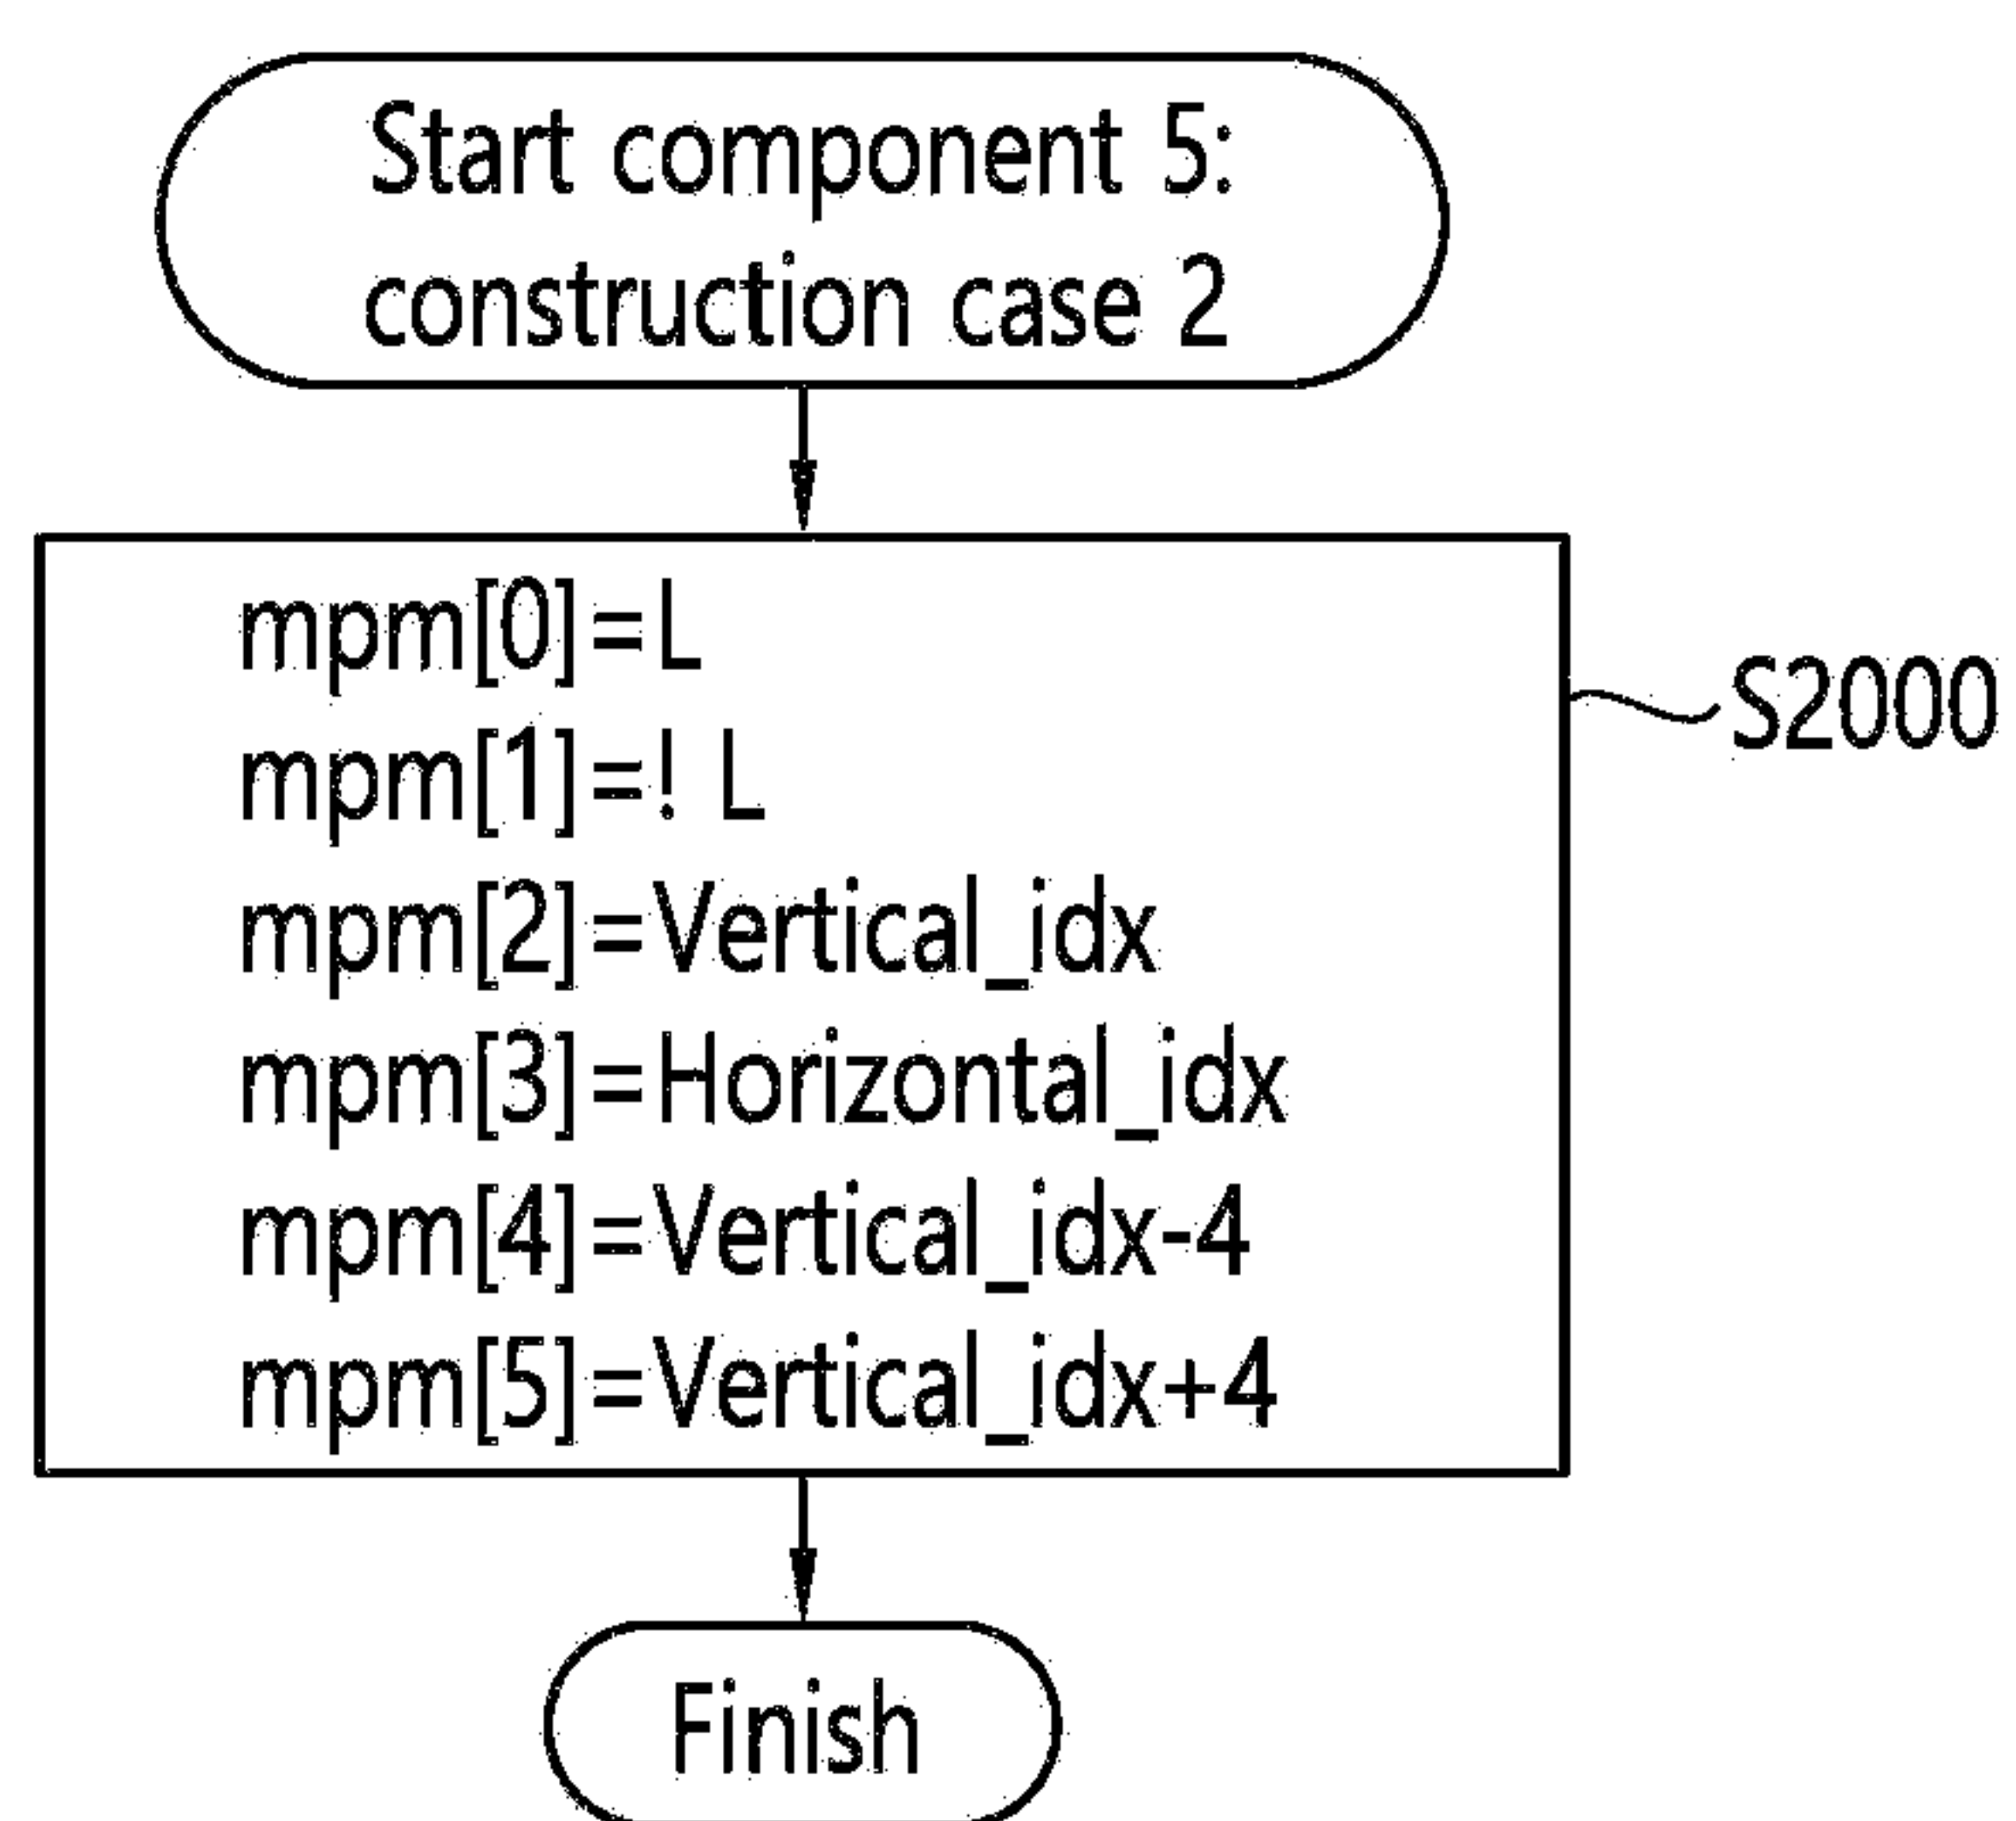 Start component 5:
construction case 2
mpm[0]=L
mpm[1]=! L
mpm[2]=Vertical_idx
mpm[3]=Horizontal_idx
mpm[4]=Vertical_idx-4
mpm[5]=Vertical_idx+4
S2000
Finish